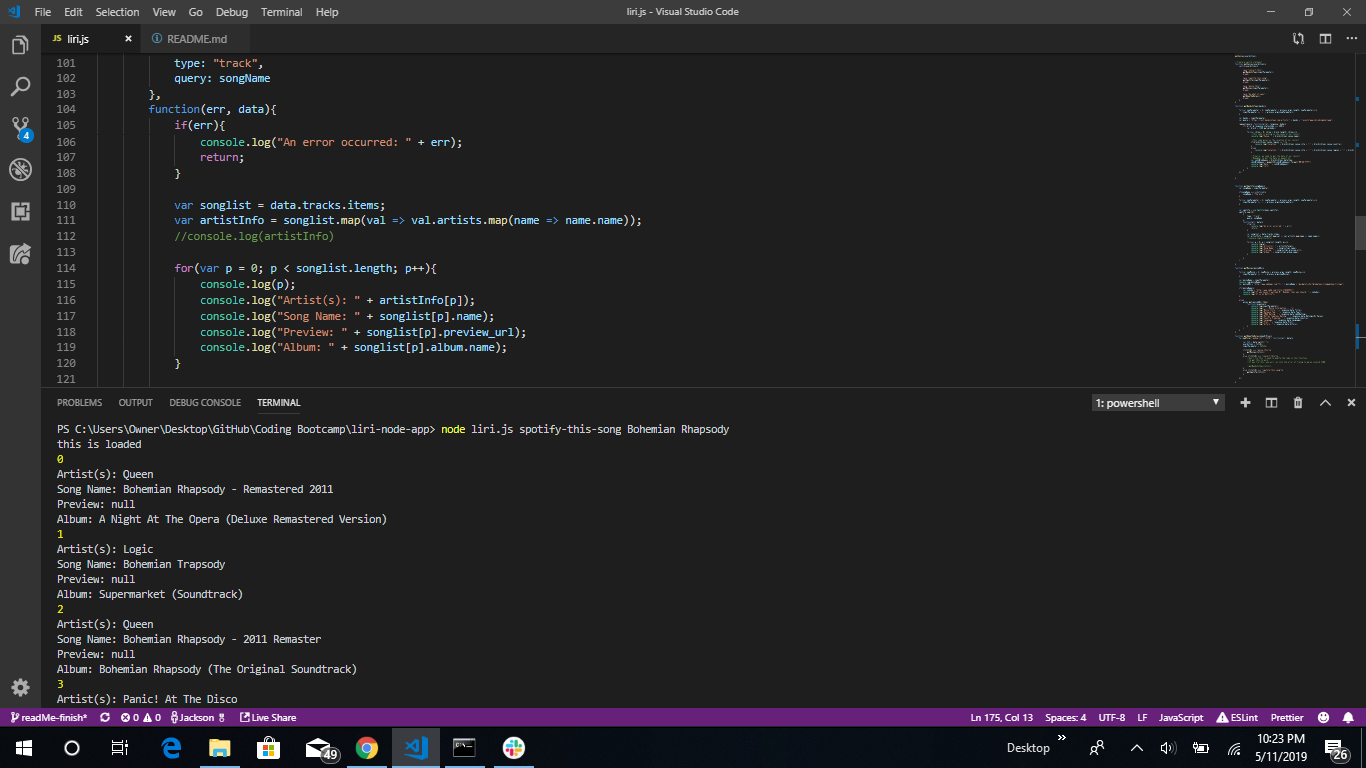 File Edit Selection View Go Debug Terminal Help
liri.js - Visual Studio Code
JS liri.js
README.md
101 type: "track",
102 query: songName
103 },
104 function(err, data){
105 if(err){
106 console.log("An error occurred: " + err);
107 return;
108 }
109
110 var songlist = data.tracks.items;
111 var artistInfo = songlist.map(val => val.artists.map(name => name.name));
112 //console.log(artistInfo)
113
114 for(var p = 0; p < songlist.length; p++){
115 console.log(p);
116 console.log("Artist(s): " + artistInfo[p]);
117 console.log("Song Name: " + songlist[p].name);
118 console.log("Preview: " + songlist[p].preview_url);
119 console.log("Album: " + songlist[p].album.name);
120 }
121
4
PROBLEMS OUTPUT DEBUG CONSOLE TERMINAL
1: powershell
PS C:\Users\Owner\Desktop\GitHub\Coding Bootcamp\liri-node-app> node liri.js spotify-this-song Bohemian Rhapsody
this is loaded
0
Artist(s): Queen
Song Name: Bohemian Rhapsody - Remastered 2011
Preview: null
Album: A Night At The Opera (Deluxe Remastered Version)
1
Artist(s): Logic
Song Name: Bohemian Trapsody
Preview: null
Album: Supermarket (Soundtrack)
2
Artist(s): Queen
Song Name: Bohemian Rhapsody - 2011 Remaster
Preview: null
Album: Bohemian Rhapsody (The Original Soundtrack)
3
Artist(s): Panic! At The Disco
readMe-finish* 0 0 Jackson Live Share
Ln 175, Col 13 Spaces: 4 UTF-8 LF JavaScript ESLint Prettier
49
Desktop
10:23 PM
5/11/2019
26